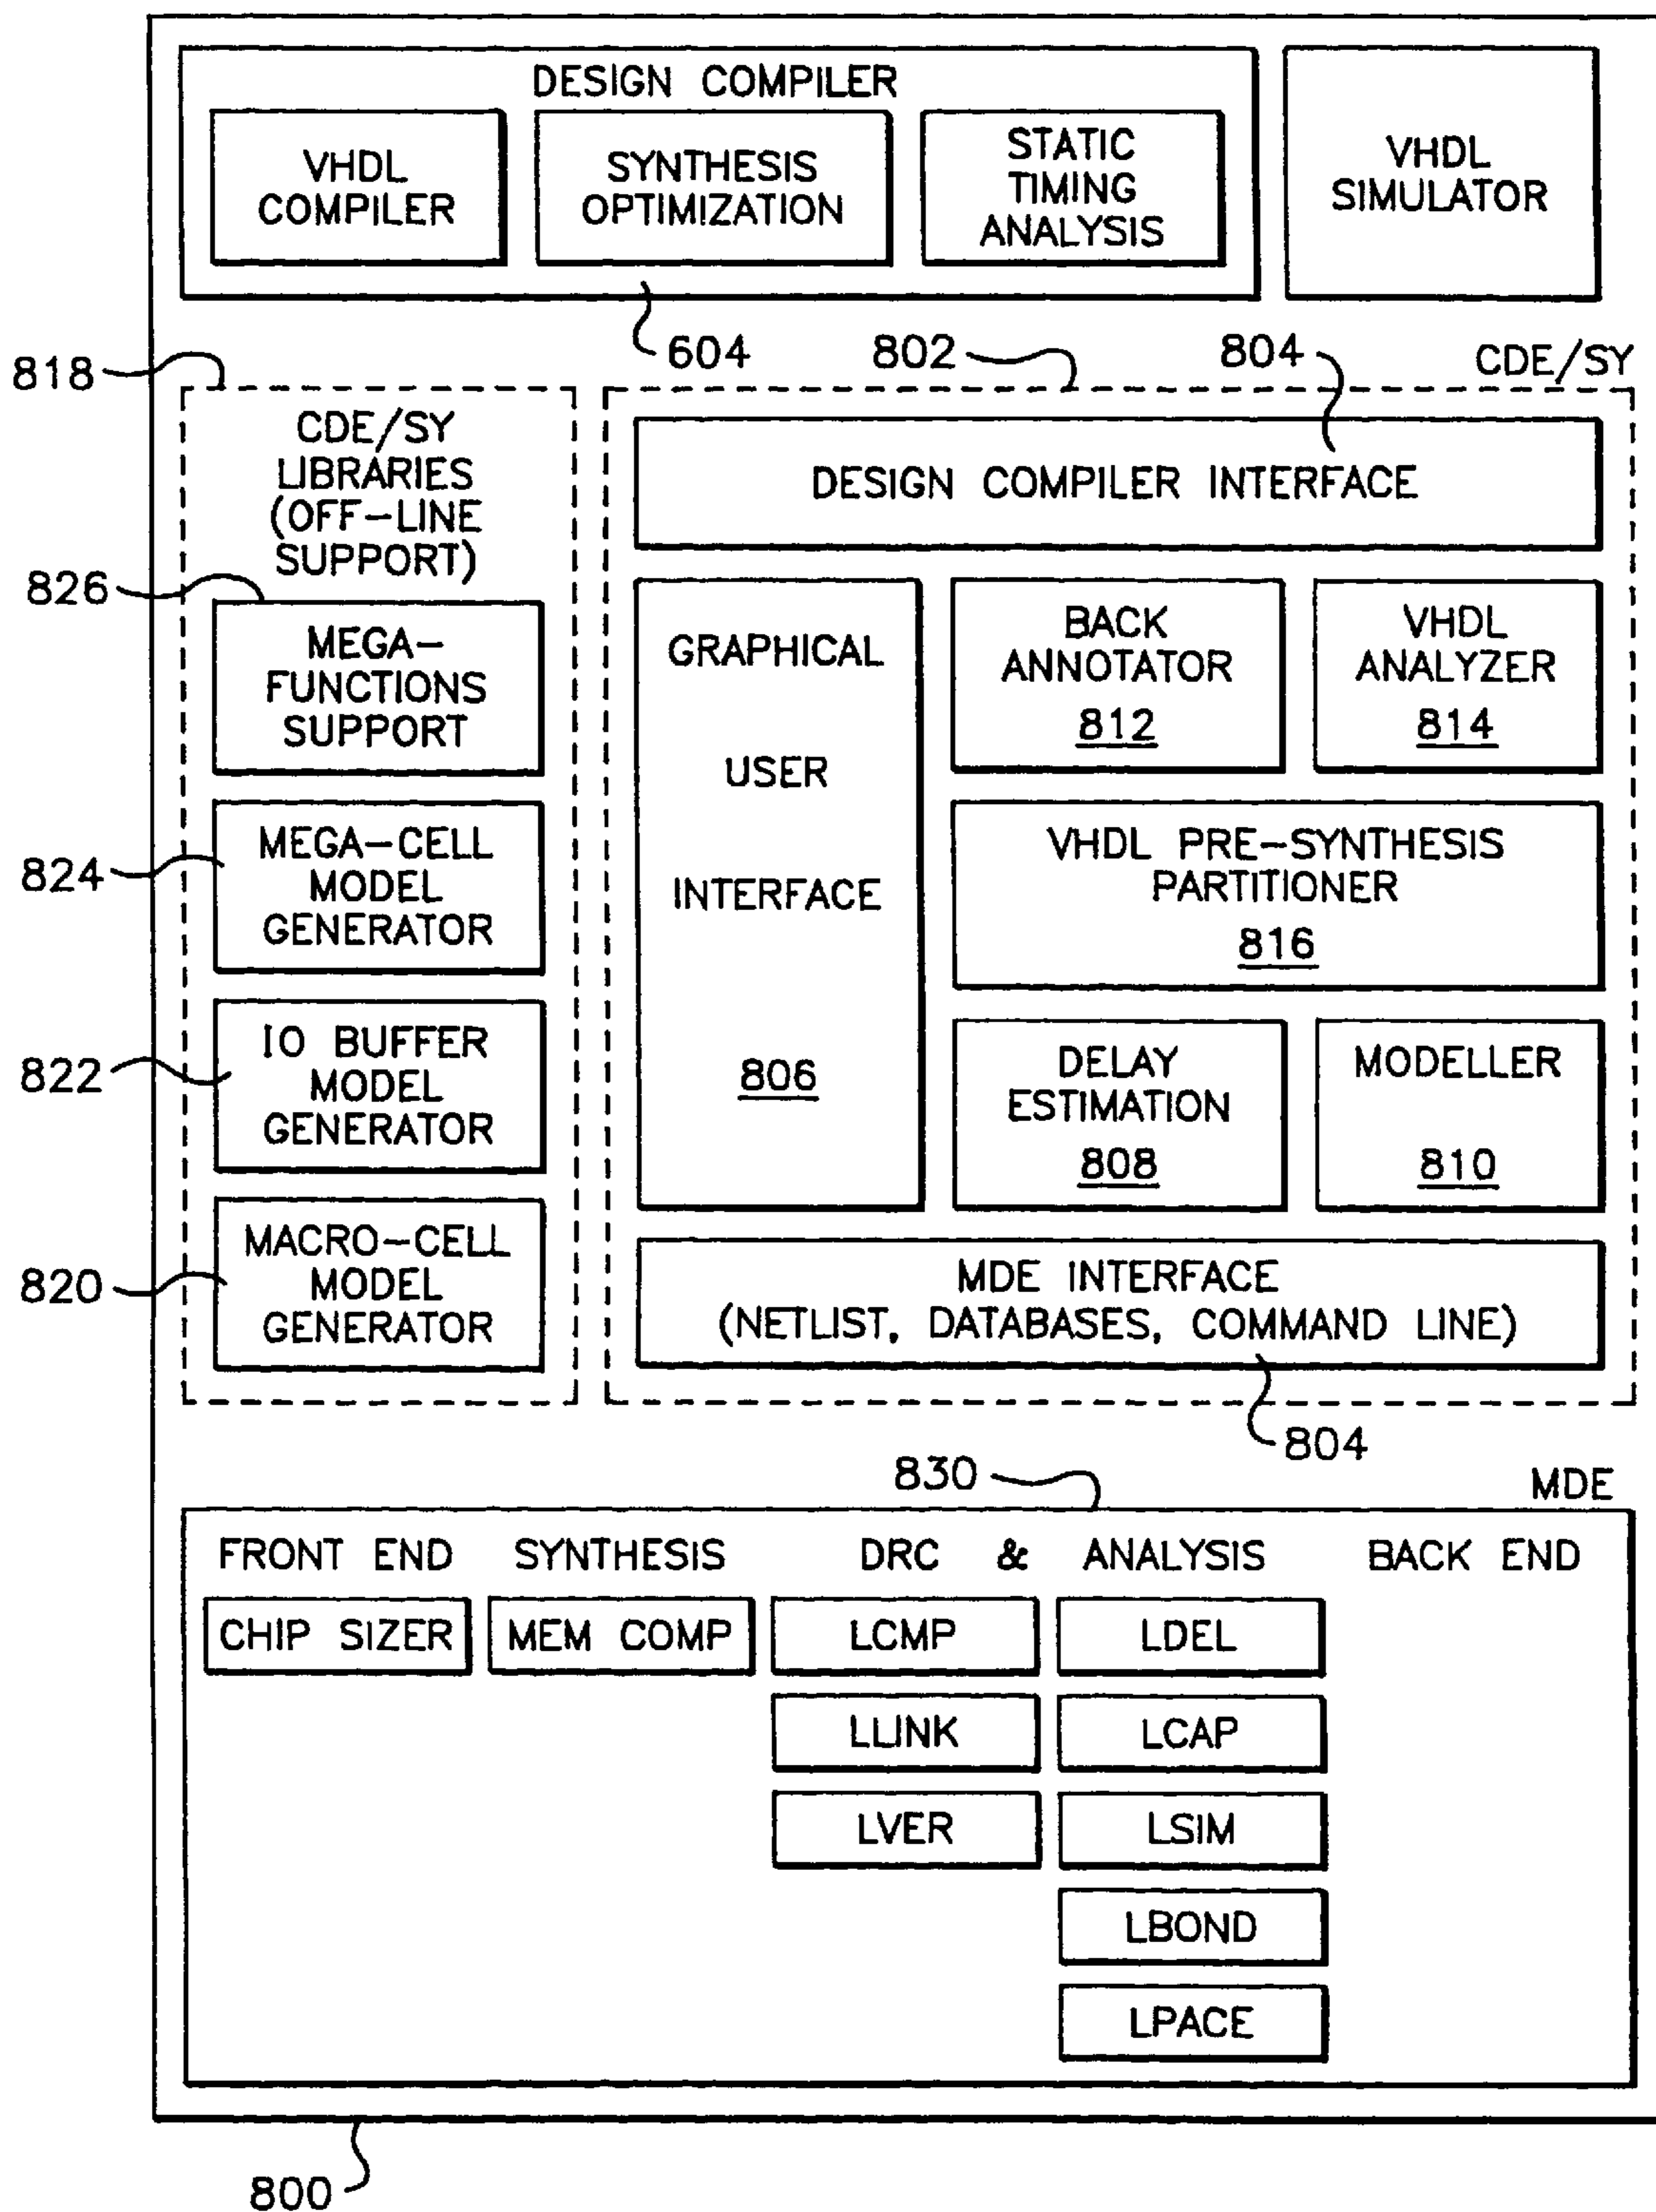 DESIGN COMPILER
VHDL
COMPILER
SYNTHESIS
OPTIMIZATION
STATIC
TIMING
ANALYSIS
VHDL
SIMULATOR
604
818
CDE/SY
LIBRARIES
(OFF-LINE
SUPPORT)
826
MEGA-
FUNCTIONS
SUPPORT
824
MEGA-CELL
MODEL
GENERATOR
822
IO BUFFER
MODEL
GENERATOR
820
MACRO-CELL
MODEL
GENERATOR
802
804
CDE/SY
DESIGN COMPILER INTERFACE
GRAPHICAL
USER
INTERFACE
806
BACK
ANNOTATOR
812
VHDL
ANALYZER
814
VHDL PRE-SYNTHESIS
PARTITIONER
816
DELAY
ESTIMATION
808
MODELLER
810
MDE INTERFACE
(NETLIST, DATABASES, COMMAND LINE)
804
830
MDE
FRONT END SYNTHESIS DRC & ANALYSIS BACK END
CHIP SIZER MEM COMP LCMP LDEL
LLINK LCAP
LVER LSIM
LBOND
LPACE
800